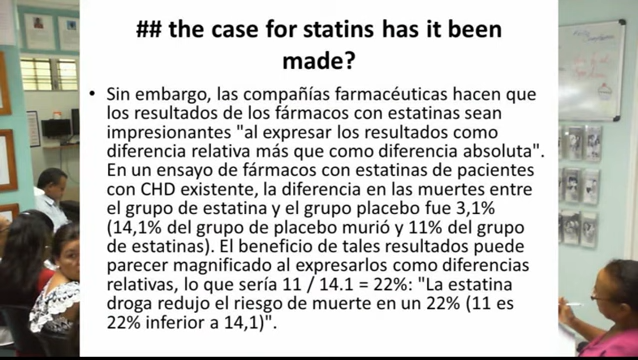 ## the case for statins has it been
made?
• Sin embargo, las compañías farmacéuticas hacen que
los resultados de los fármacos con estatinas sean
impresionantes "al expresar los resultados como
diferencia relativa más que como diferencia absoluta".
En un ensayo de fármacos con estatinas de pacientes
con CHD existente, la diferencia en las muertes entre
el grupo de estatina y el grupo placebo fue 3,1%
(14,1% del grupo de placebo murió y 11% del grupo
de estatinas). El beneficio de tales resultados puede
parecer magnificado al expresarlos como diferencias
relativas, lo que sería 11 / 14.1 = 22%: "La estatina
droga redujo el riesgo de muerte en un 22% (11 es
22% inferior a 14,1)".